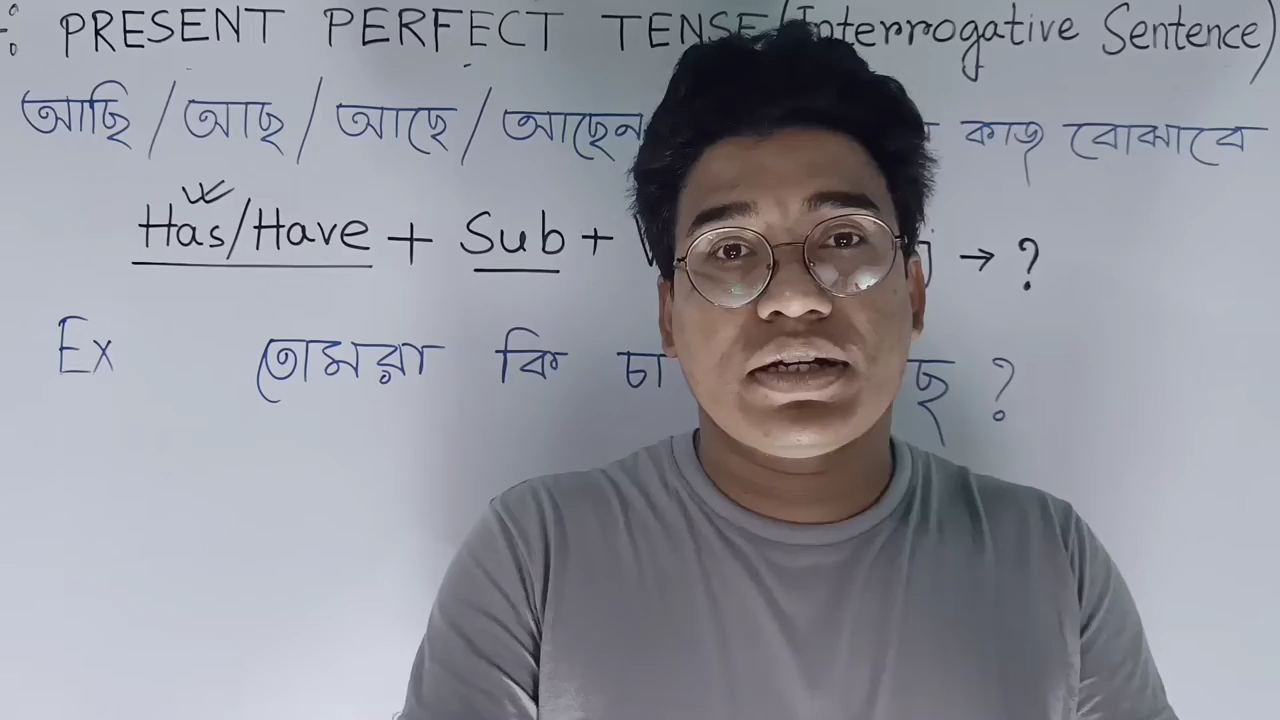 : PRESENT PERFECT TENSE (Interrogative Sentence)
আছি / আছ / আছে / আছেন কাজ বোঝাবে
Has/Have + Sub + → ?
Ex তোমরা কি চা ?